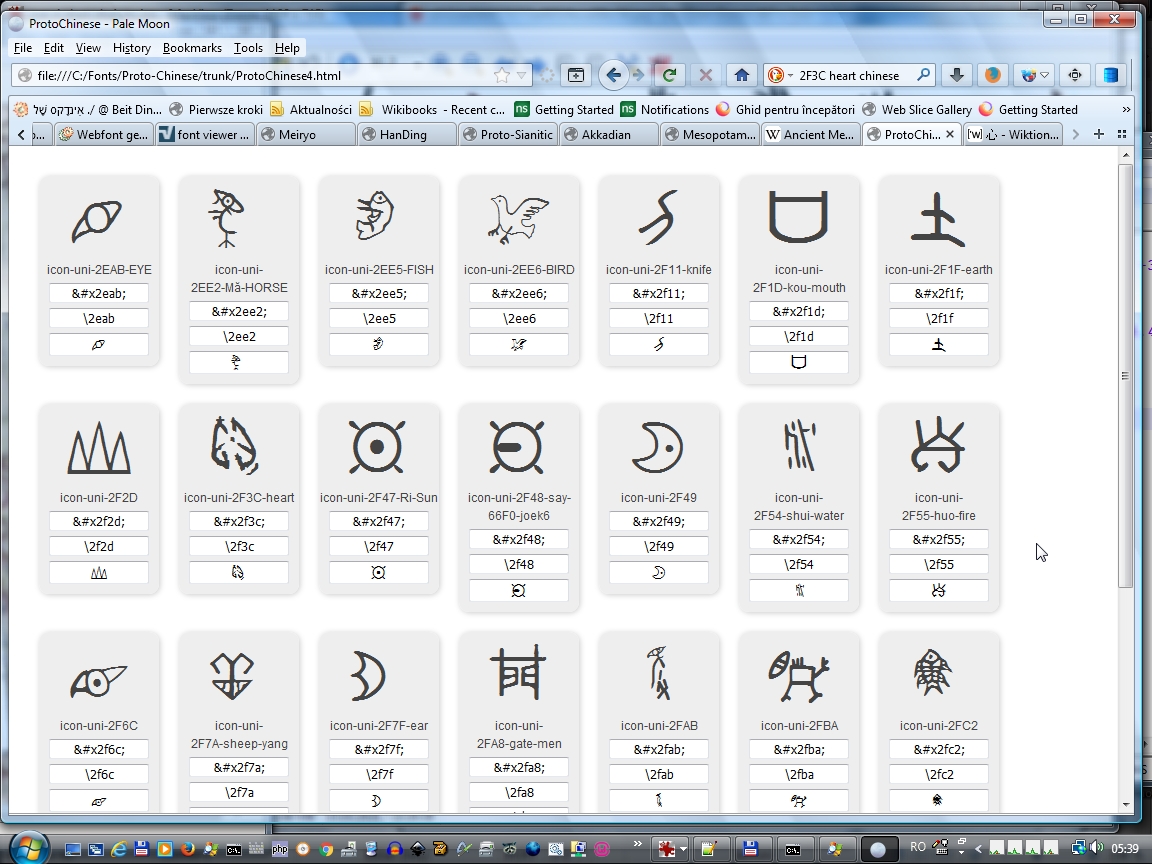 ProtoChinese - Pale Moon
File Edit View History Bookmarks Tools Help
file:///C:/Fonts/Proto-Chinese/trunk/ProtoChinese4.html
2F3C heart chinese
@ Beit Din... Pierwsze kroki Aktualności Wikibooks - Recent c... Getting Started Notifications Ghid pentru începători Web Slice Gallery Getting Started »
Webfont ge... font viewer ... Meiryo HanDing Proto-Sianitic Akkadian Mesopotam... Ancient Me... ProtoChi... 心 - Wiktion...
icon-uni-2EAB-EYE
&#x2eab;
\2eab
icon-uni-
2EE2-Mǎ-HORSE
&#x2ee2;
\2ee2
icon-uni-2EE5-FISH
&#x2ee5;
\2ee5
icon-uni-2EE6-BIRD
&#x2ee6;
\2ee6
icon-uni-2F11-knife
&#x2f11;
\2f11
icon-uni-
2F1D-kou-mouth
&#x2f1d;
\2f1d
icon-uni-2F1F-earth
&#x2f1f;
\2f1f
icon-uni-2F2D
&#x2f2d;
\2f2d
icon-uni-2F3C-heart
&#x2f3c;
\2f3c
icon-uni-2F47-Ri-Sun
&#x2f47;
\2f47
icon-uni-2F48-say-
66F0-joek6
&#x2f48;
\2f48
icon-uni-2F49
&#x2f49;
\2f49
icon-uni-
2F54-shui-water
&#x2f54;
\2f54
icon-uni-
2F55-huo-fire
&#x2f55;
\2f55
icon-uni-2F6C
&#x2f6c;
\2f6c
icon-uni-
2F7A-sheep-yang
&#x2f7a;
\2f7a
icon-uni-2F7F-ear
&#x2f7f;
\2f7f
icon-uni-
2FA8-gate-men
&#x2fa8;
\2fa8
icon-uni-2FAB
&#x2fab;
\2fab
icon-uni-2FBA
&#x2fba;
\2fba
icon-uni-2FC2
&#x2fc2;
\2fc2
RO
05:39